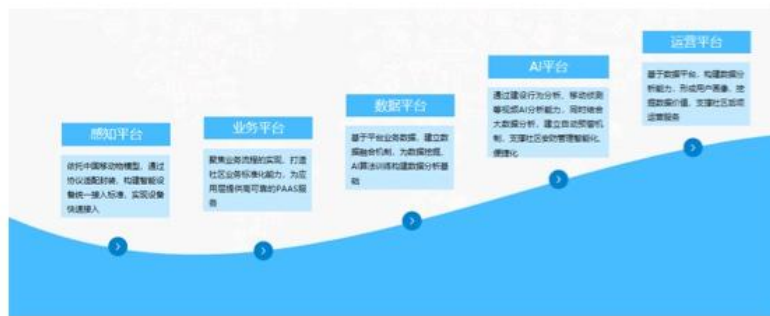 感知平台
依托中国移动物模型，通过
协议适配封装，构建智能设
备统一接入标准，实现设备
快速接入
业务平台
聚焦业务流程的实现，打造
社区业务标准化能力，为应
用层提供高可靠的PAAS服
务
数据平台
基于平台业务数据，建立数
据融合机制，为数据挖掘、
AI算法训练构建数据分析基
础
AI平台
通过建设行为分析、移动侦测
等视频AI分析能力，同时结合
大数据分析，建立自动预警机
制，支撑社区安防管理智能化、
便捷化
运营平台
基于数据平台，构建数据分
析能力，形成用户画像，挖
掘数据价值，支撑社区后项
运营服务